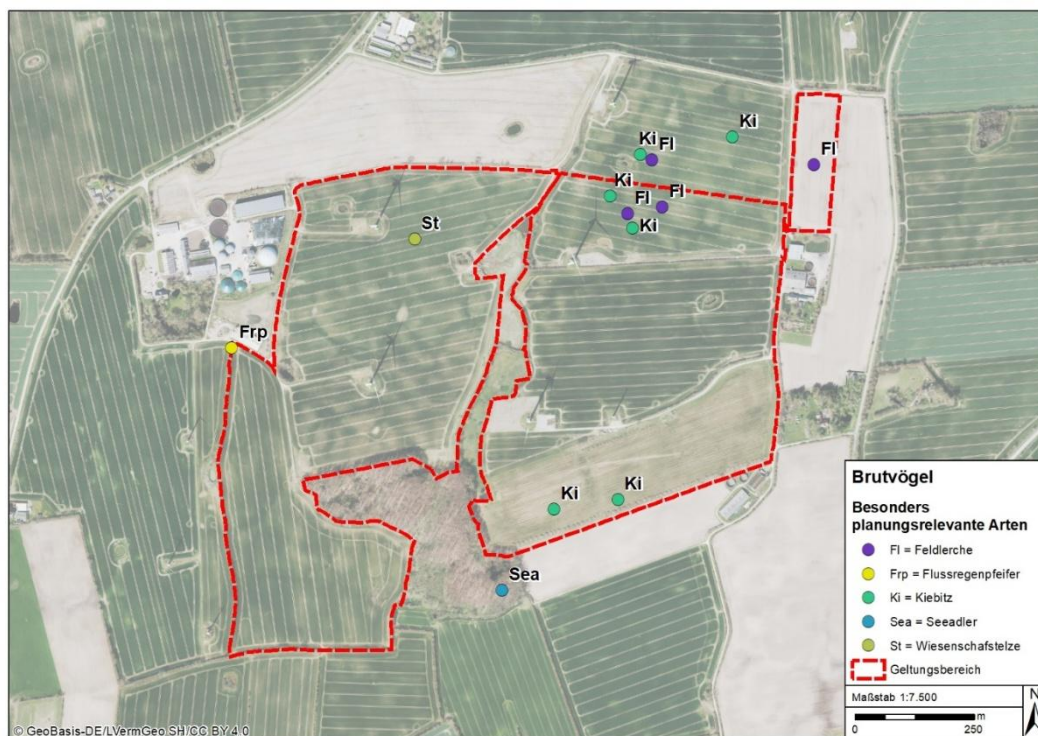 Ki
Ki
Fl
Fl
Ki
Fl
Fl
St
Ki
Frp
Ki
Ki
Sea
Brutvögel
Besonders
planungsrelevante Arten
Fl = Feldlerche
Frp = Flussregenpfeifer
Ki = Kiebitz
Sea = Seeadler
St = Wiesenschafstelze
Geltungsbereich
Maßstab 1:7.500
N
m
0 250
© GeoBasis-DE/LVermGeo SH/CC BY 4.0